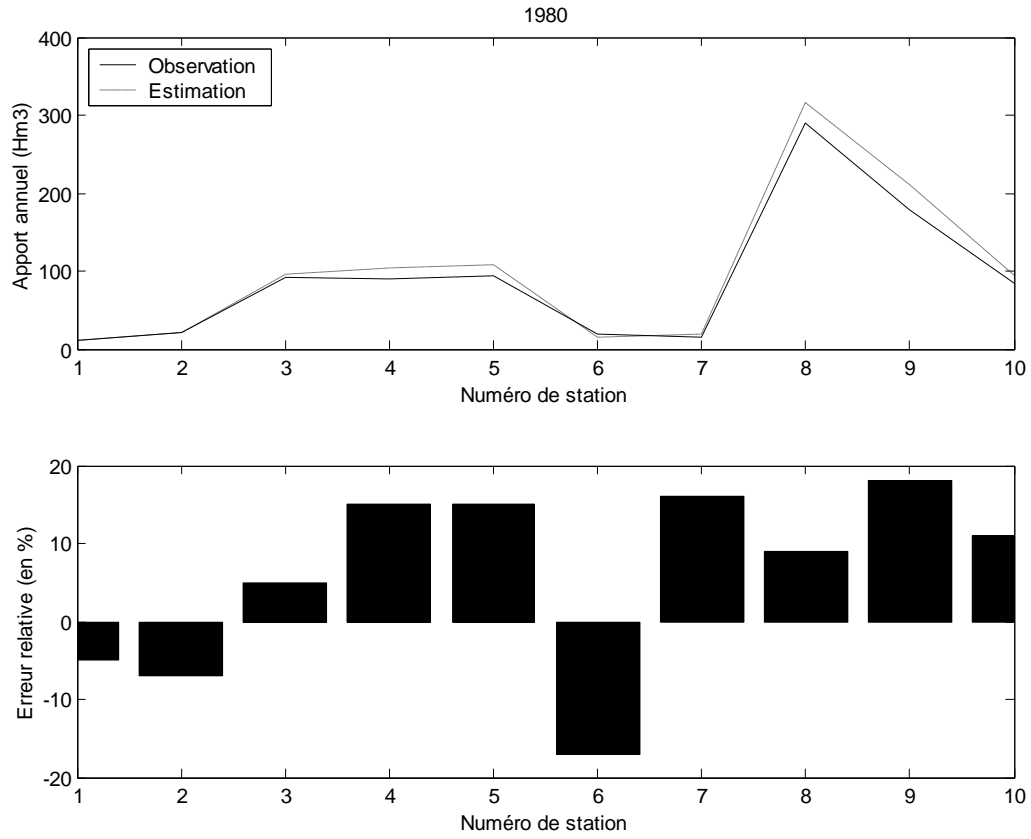 1980
400
300
200
100
0
Apport annuel (Hm3)
Observation
Estimation
1 2 3 4 5 6 7 8 9 10
Numéro de station
20
10
0
-10
-20
Erreur relative (en %)
1 2 3 4 5 6 7 8 9 10
Numéro de station